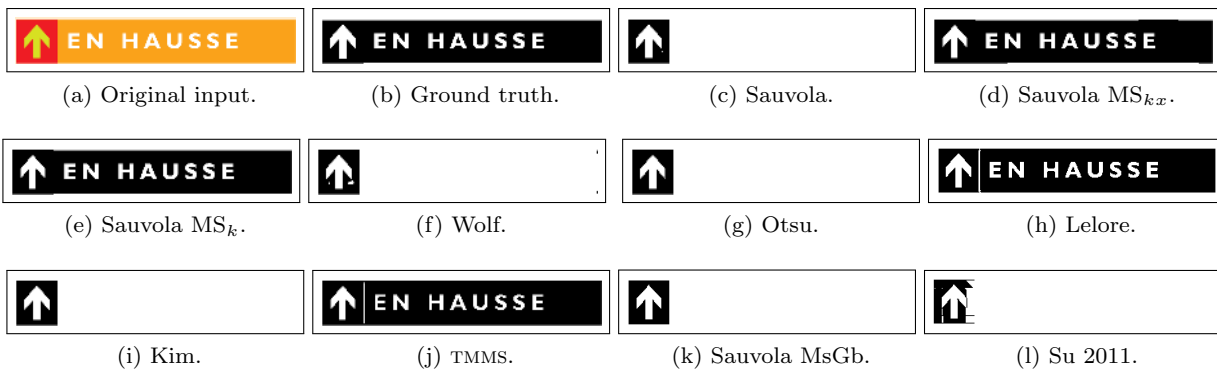 EN HAUSSE
EN HAUSSE
EN HAUSSE
(a) Original input.
(b) Ground truth.
(c) Sauvola.
(d) Sauvola MSkx.
EN HAUSSE
EN HAUSSE
(e) Sauvola MSk.
(f) Wolf.
(g) Otsu.
(h) Lelore.
EN HAUSSE
(i) Kim.
(j) TMMS.
(k) Sauvola MsGb.
(l) Su 2011.